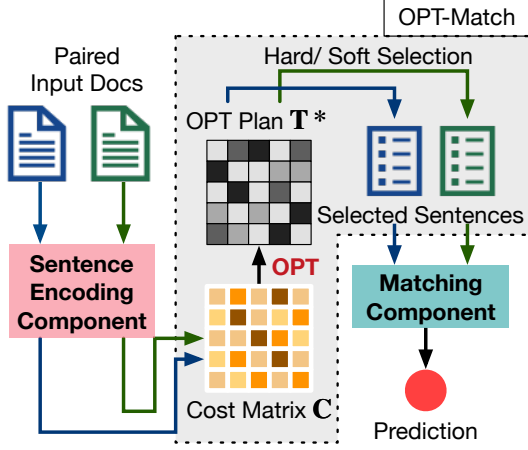 OPT-Match
Paired
Input Docs
Hard/ Soft Selection
OPT Plan T *
Selected Sentences
Sentence
Encoding
Component
OPT
Matching
Component
Cost Matrix C
Prediction